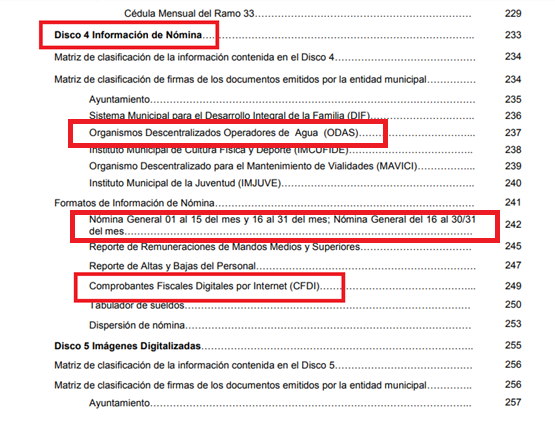 Cédula Mensual del Ramo 33 229
Disco 4 Información de Nómina 233
Matriz de clasificación de la información contenida en el Disco 4 234
Matriz de clasificación de firmas de los documentos emitidos por la entidad municipal 234
Ayuntamiento 235
Sistema Municipal para el Desarrollo Integral de la Familia (DIF) 236
Organismos Descentralizados Operadores de Agua (ODAS) 237
Instituto Municipal de Cultura Física y Deporte (IMCUFIDE) 238
Organismo Descentralizado para el Mantenimiento de Vialidades (MAVICI) 239
Instituto Municipal de la Juventud (IMJUVE) 240
Formatos de Información de Nómina 241
Nómina General 01 al 15 del mes y 16 al 31 del mes; Nómina General del 16 al 30/31
del mes 242
Reporte de Remuneraciones de Mandos Medios y Superiores 245
Reporte de Altas y Bajas del Personal 247
Comprobantes Fiscales Digitales por Internet (CFDI) 249
Tabulador de sueldos 250
Dispersión de nómina 253
Disco 5 Imágenes Digitalizadas 255
Matriz de clasificación de la información contenida en el Disco 5 256
Matriz de clasificación de firmas de los documentos emitidos por la entidad municipal 256
Ayuntamiento 257